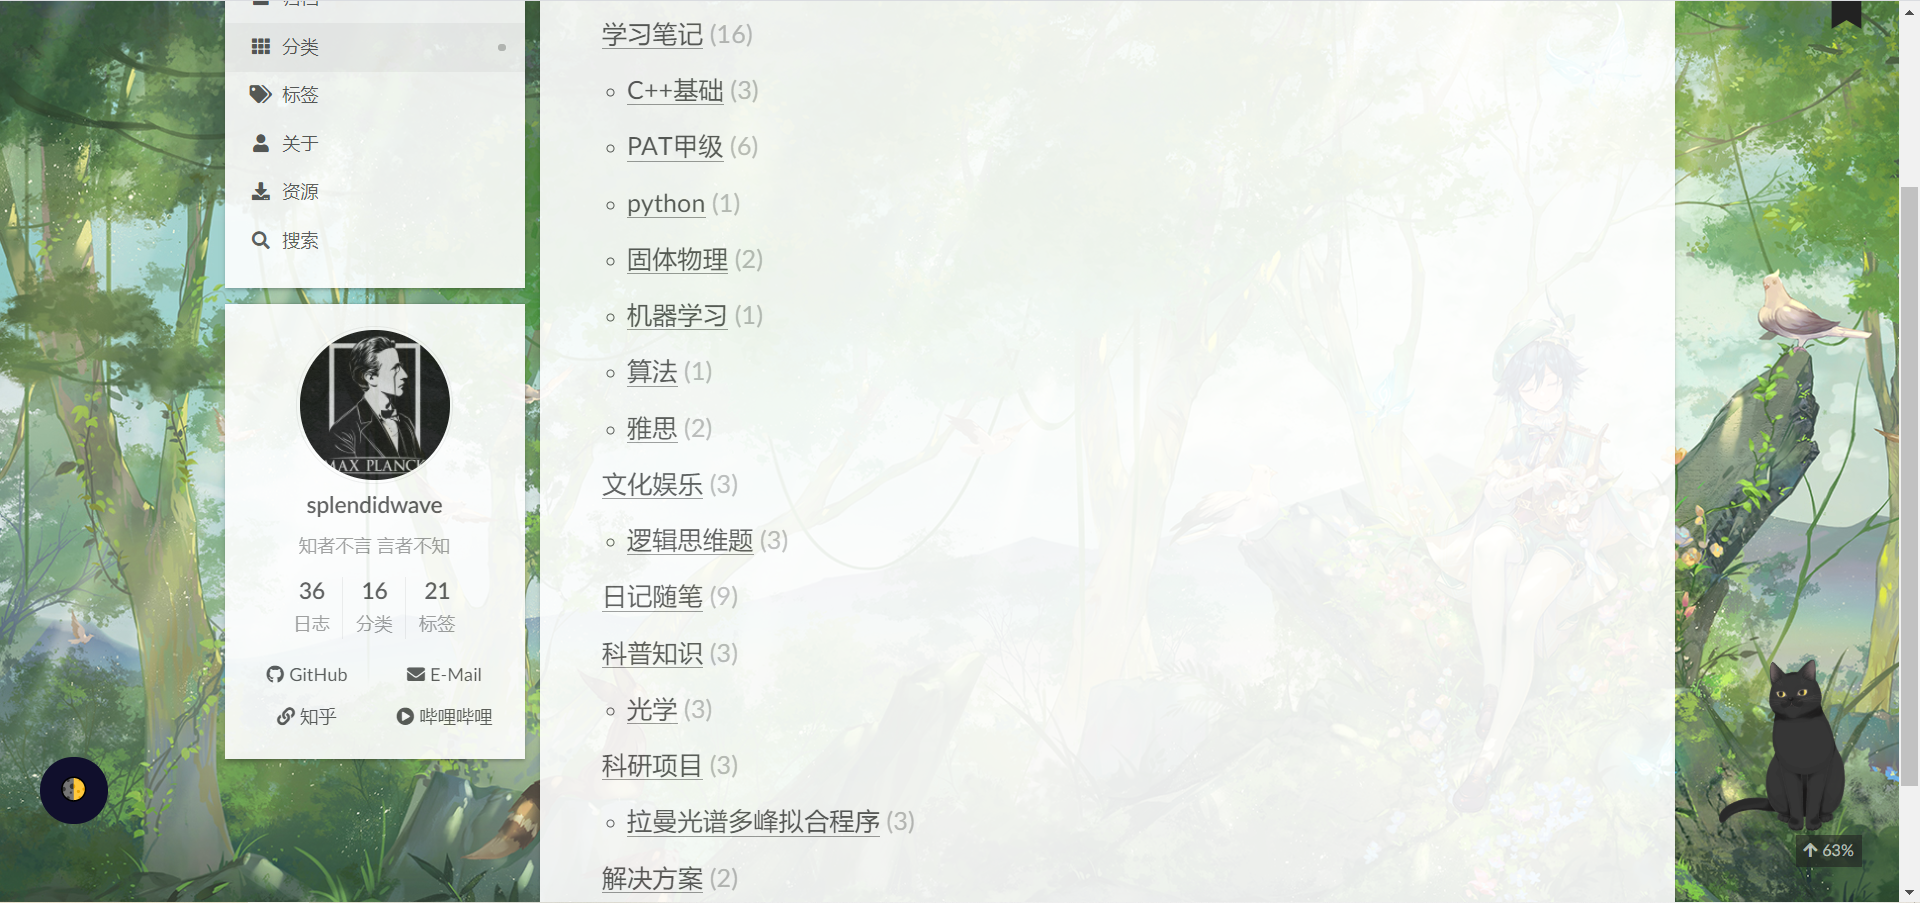 归档
分类
标签
关于
资源
搜索
MAX PLANCK
splendidwave
知者不言 言者不知
36 16 21
日志 分类 标签
GitHub E-Mail
知乎 哔哩哔哩
学习笔记 (16)
C++基础 (3)
PAT甲级 (6)
python (1)
固体物理 (2)
机器学习 (1)
算法 (1)
雅思 (2)
文化娱乐 (3)
逻辑思维题 (3)
日记随笔 (9)
科普知识 (3)
光学 (3)
科研项目 (3)
拉曼光谱多峰拟合程序 (3)
解决方案 (2)
63%